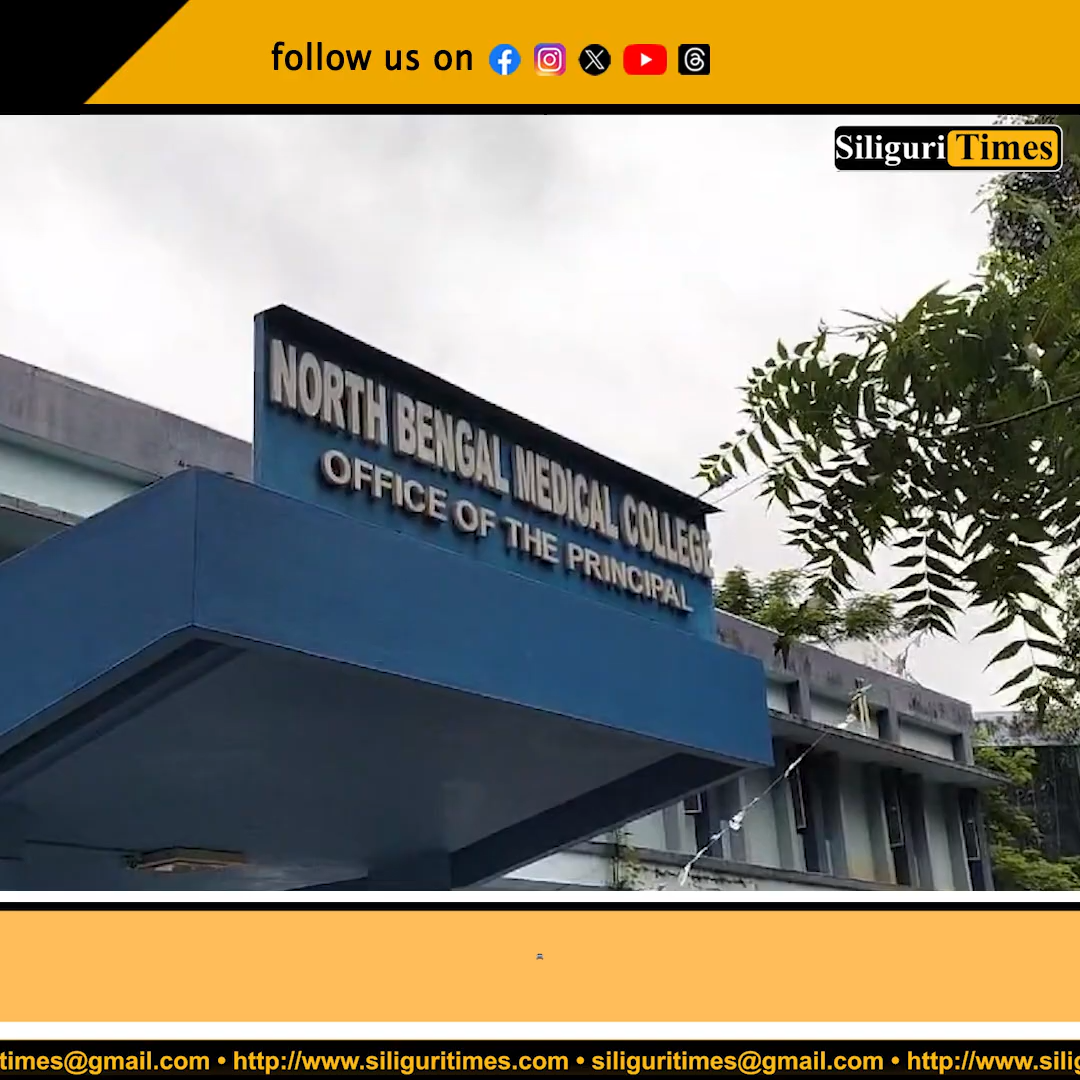 follow us on
Siliguri Times
NORTH BENGAL MEDICAL COLLEGE
OFFICE OF THE PRINCIPAL
times@gmail.com • http://www.siliguritimes.com • siliguritimes@gmail.com • http://www.silig